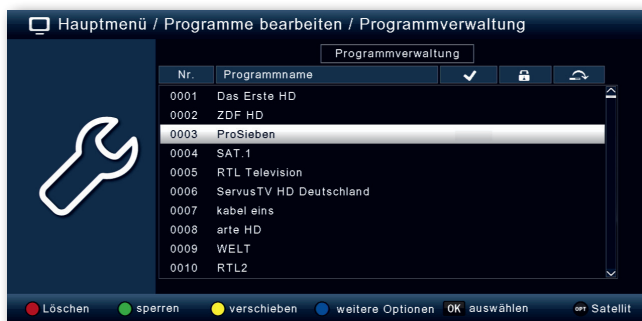 Hauptmenü / Programme bearbeiten / Programmverwaltung
Programmverwaltung
Nr. Programmname
0001 Das Erste HD
0002 ZDF HD
0003 ProSieben
0004 SAT.1
0005 RTL Television
0006 ServusTV HD Deutschland
0007 kabel eins
0008 arte HD
0009 WELT
0010 RTL2
Löschen sperren verschieben weitere Optionen OK auswählen OPT Satellit